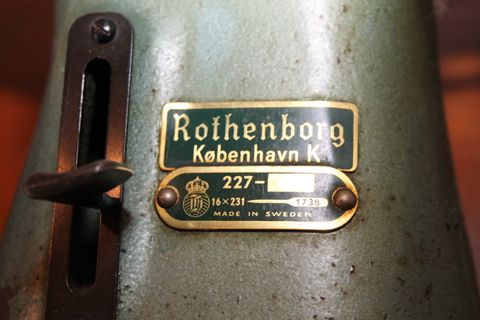 Rothenborg
København K
227-
16×231 1738
MADE IN SWEDEN